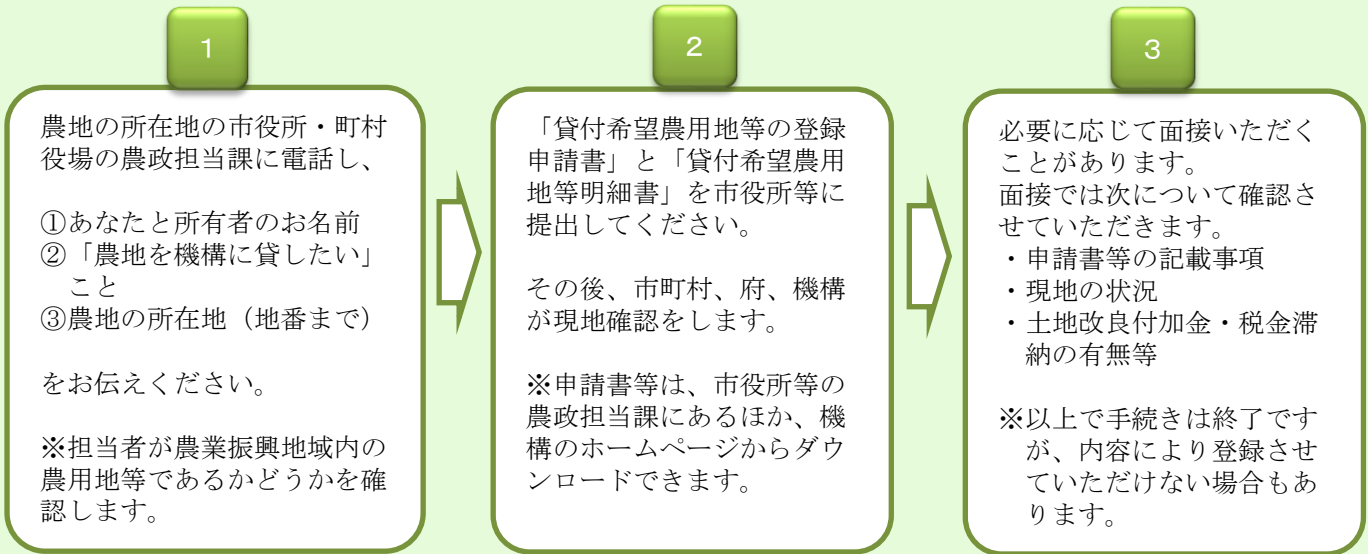 1
農地の所在地の市役所・町村
役場の農政担当課に電話し、
①あなたと所有者のお名前
②「農地を機構に貸したい」
こと
③農地の所在地（地番まで）
をお伝えください。
※担当者が農業振興地域内の
農用地等であるかどうかを確
認します。
2
「貸付希望農用地等の登録
申請書」と「貸付希望農用
地等明細書」を市役所等に
提出してください。
その後、市町村、府、機構
が現地確認をします。
※申請書等は、市役所等の
農政担当課にあるほか、機
構のホームページからダウ
ンロードできます。
3
必要に応じて面接いただく
ことがあります。
面接では次について確認さ
せていただきます。
・申請書等の記載事項
・現地の状況
・土地改良付加金・税金滞
納の有無等
※以上で手続きは終了です
が、内容により登録させ
ていただけない場合もあ
ります。